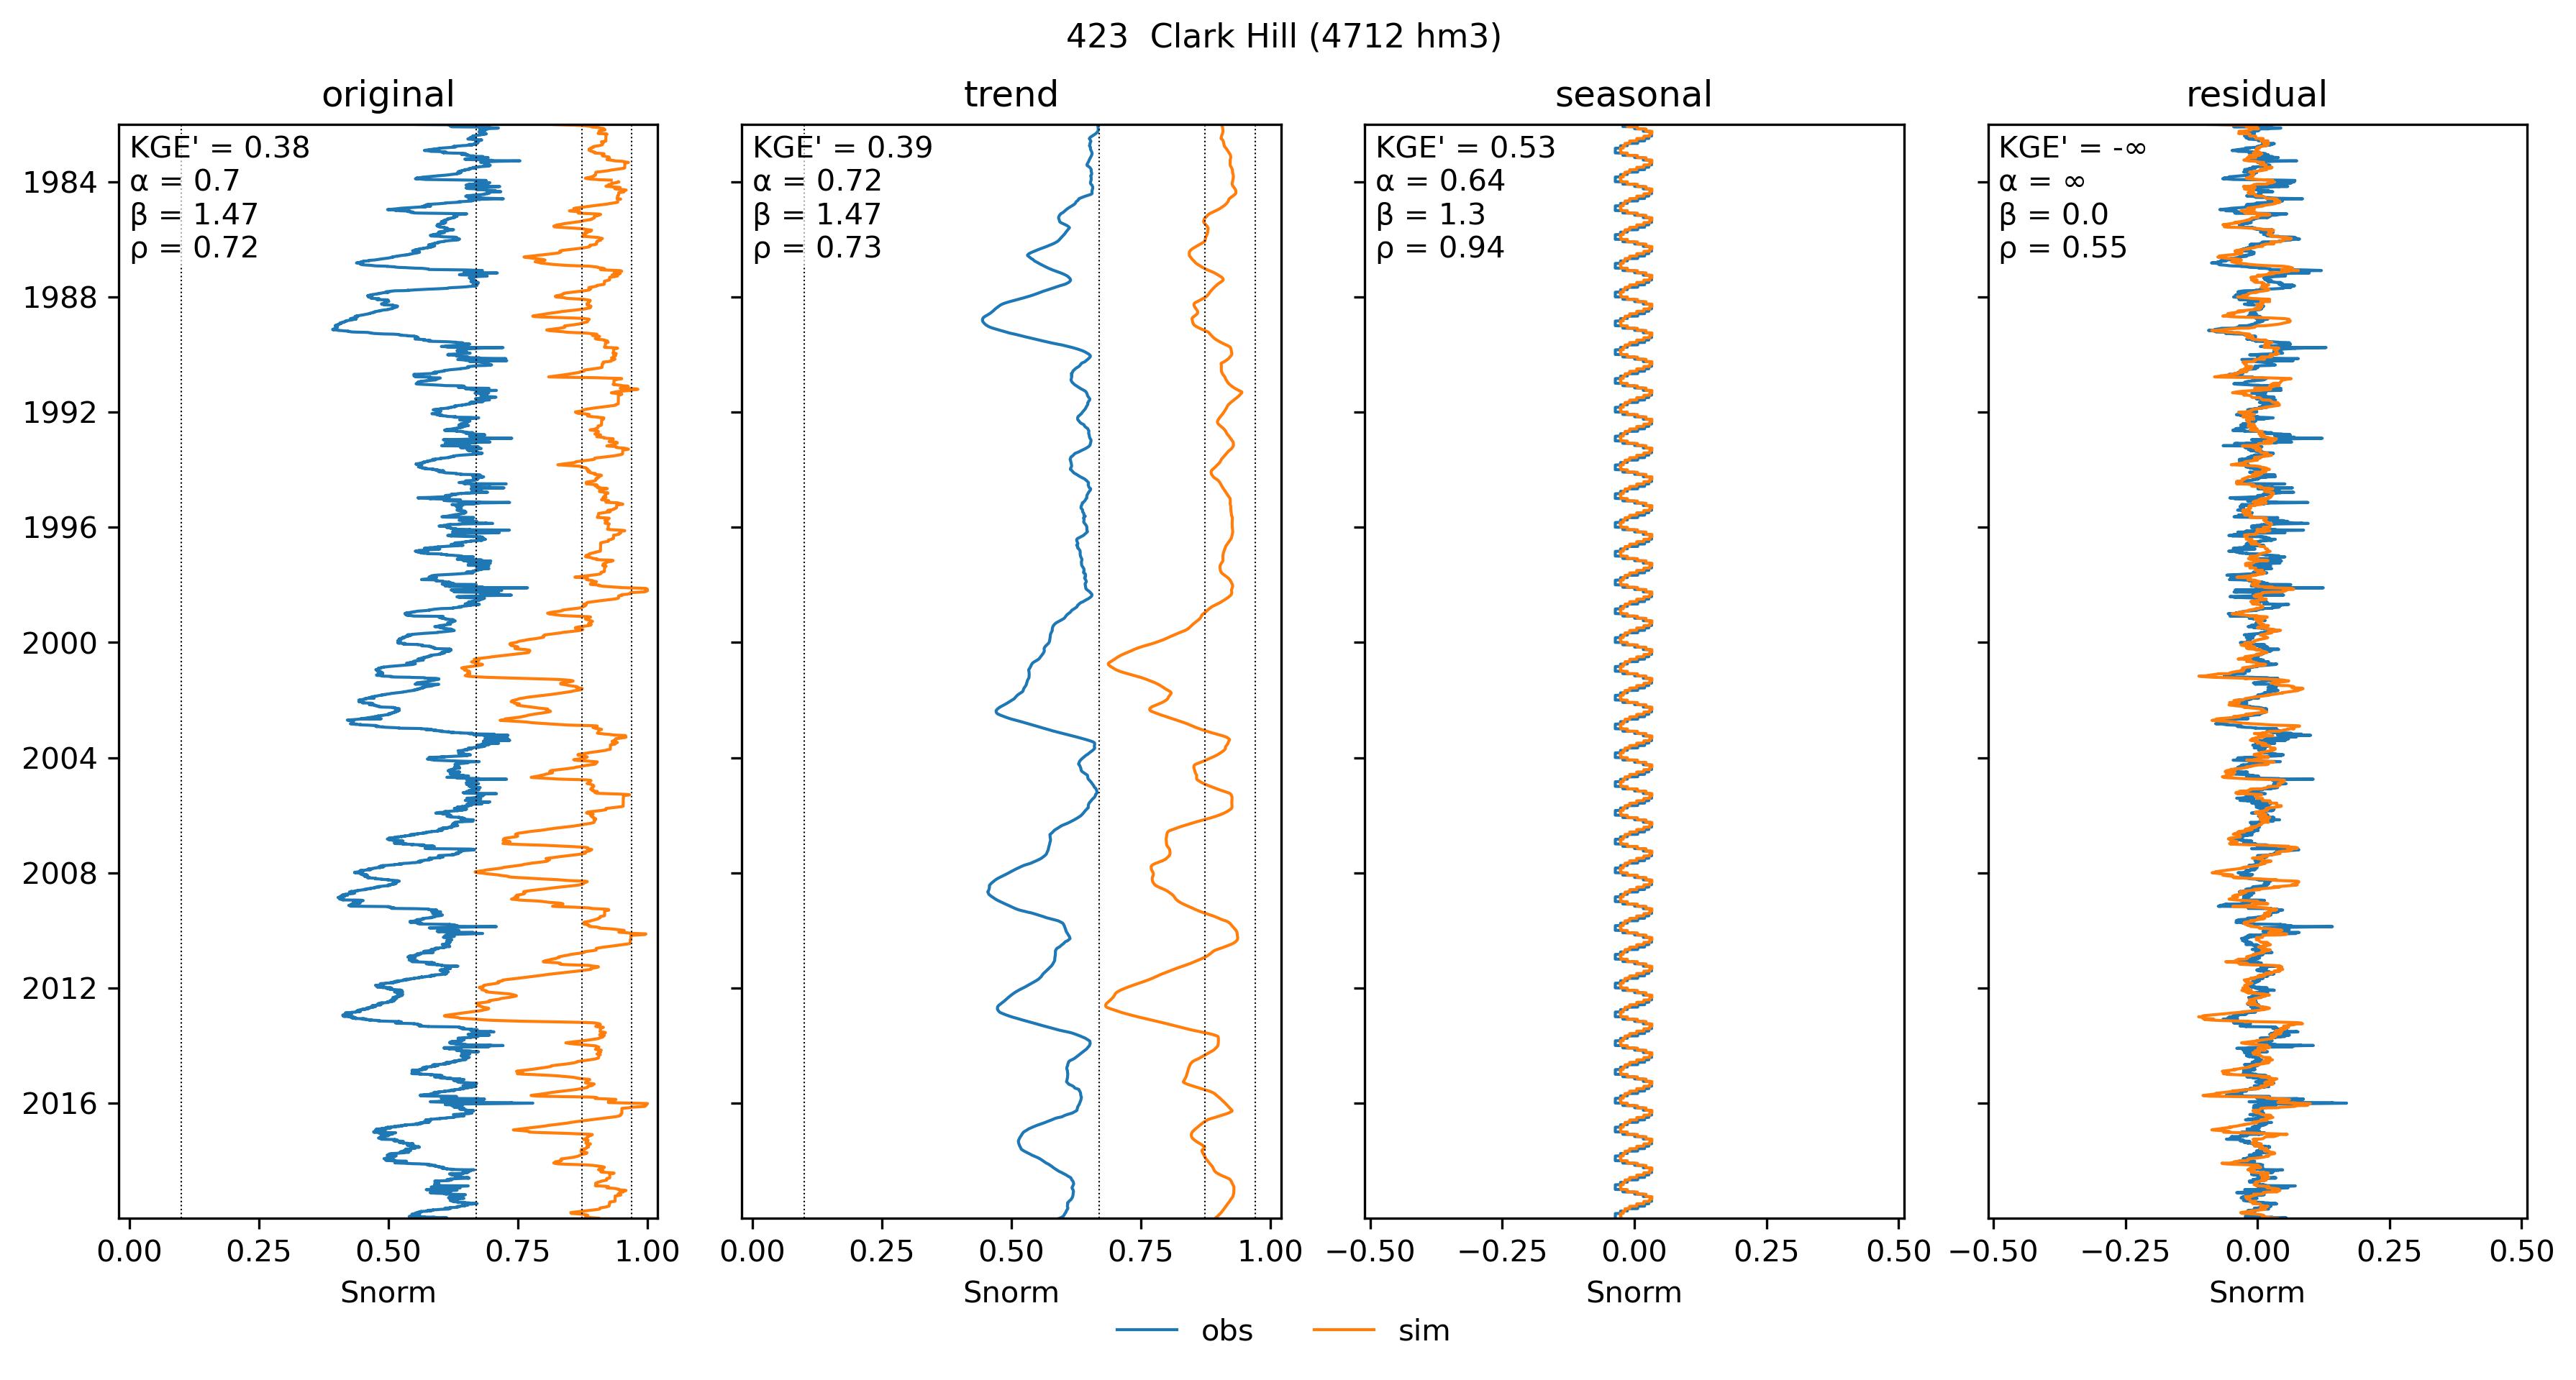 423  Clark Hill (4712 hm3)
original
trend
seasonal
residual
KGE' = 0.38
α = 0.7
β = 1.47
ρ = 0.72
KGE' = 0.39
α = 0.72
β = 1.47
ρ = 0.73
KGE' = 0.53
α = 0.64
β = 1.3
ρ = 0.94
KGE' = -∞
α = ∞
β = 0.0
ρ = 0.55
1984
1988
1992
1996
2000
2004
2008
2012
2016
0.00 0.25 0.50 0.75 1.00
0.00 0.25 0.50 0.75 1.00
−0.50 −0.25 0.00 0.25 0.50
−0.50 −0.25 0.00 0.25 0.50
Snorm
Snorm
Snorm
Snorm
obs
sim